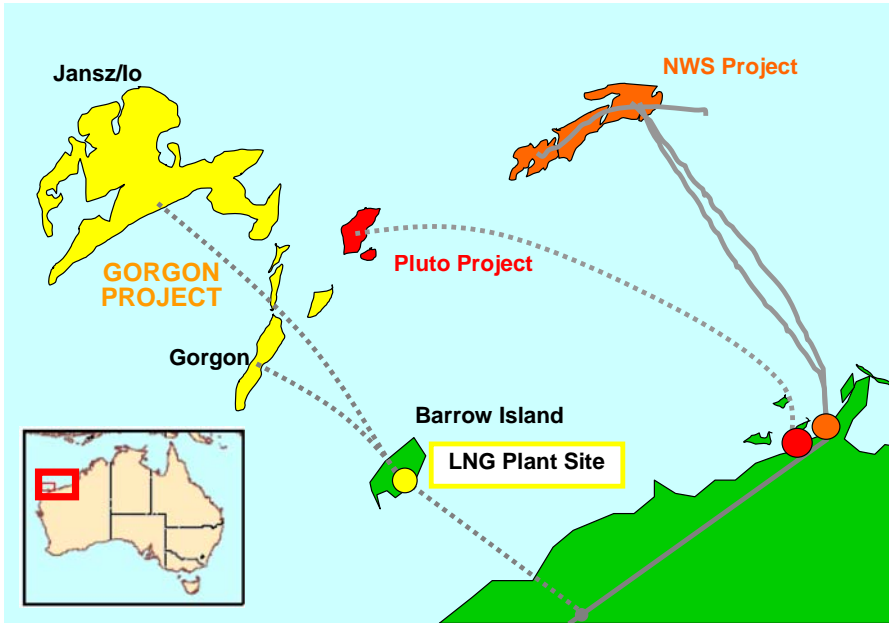 Jansz/Io
NWS Project
GORGON
PROJECT
Pluto Project
Gorgon
Barrow Island
LNG Plant Site